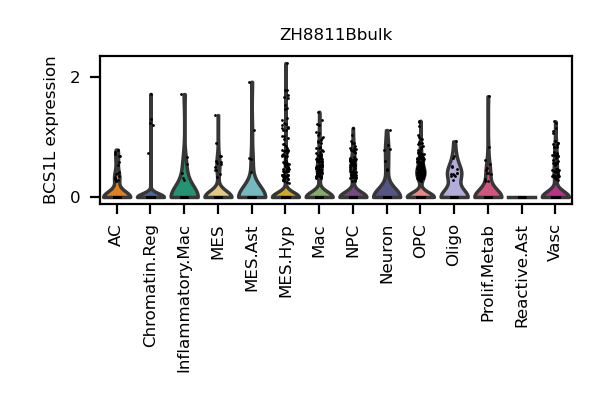 ZH8811Bbulk
BCS1L expression
2
0
AC
Chromatin.Reg
Inflammatory.Mac
MES
MES.Ast
MES.Hyp
Mac
NPC
Neuron
OPC
Oligo
Prolif.Metab
Reactive.Ast
Vasc